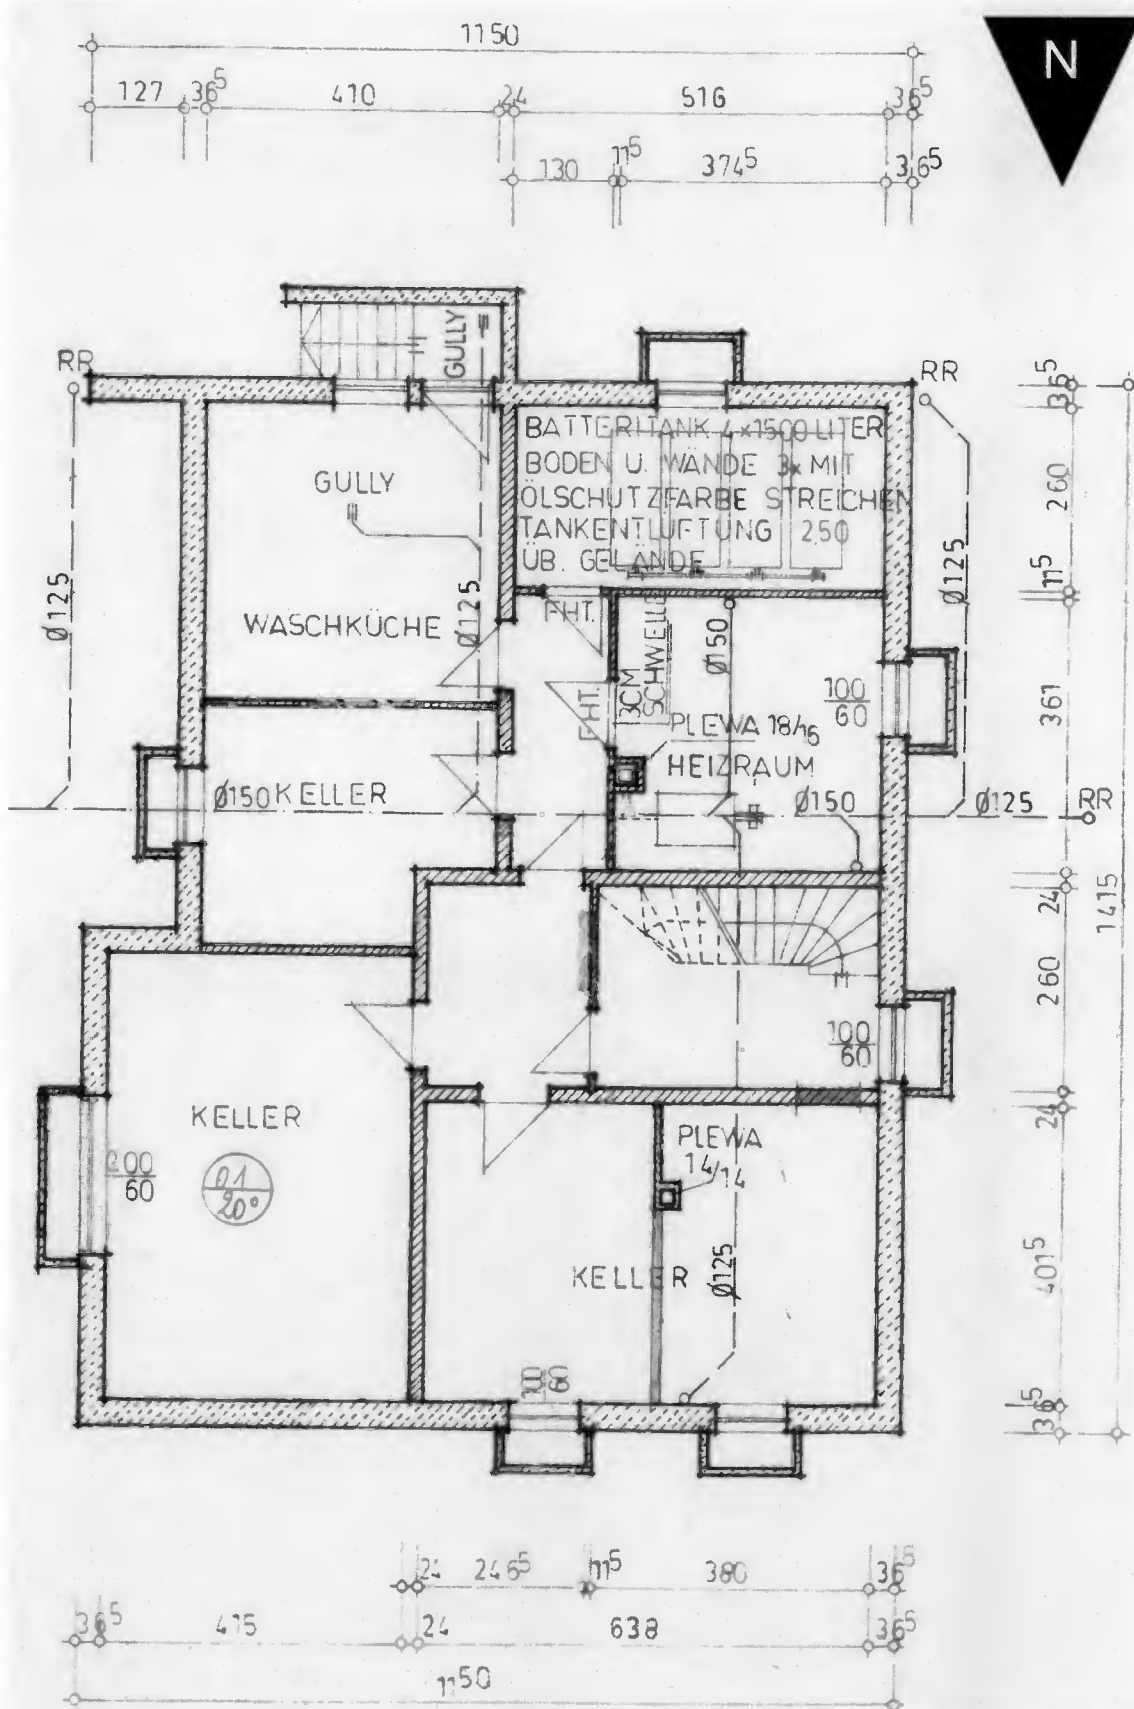 1150
N
127 36⁵ 410 24 516 36⁵
130 11⁵ 374⁵ 36⁵
GULLY
RR
RR
BATTERITANK 4x1500 LITER
BODEN U. WÄNDE 3x MIT
ÖLSCHUTZFARBE STREICHEN
TANKENTLÜFTUNG 2.50
ÜB. GELÄNDE
GULLY
WASCHKÜCHE
Ø125
Ø125
Ø125
FHT.
FHT.
3CM
SCHWELLE
Ø150
100
60
PLEWA 18/16
HEIZRAUM
Ø150 KELLER
Ø150
Ø125
RR
100
60
KELLER
200
60
01
20°
PLEWA
14/14
KELLER
Ø125
100
60
36⁵
260
11⁵
361
24
260
24
401⁵
36⁵
1415
24 246⁵ 11⁵ 380 36⁵
36⁵ 475 24 638 36⁵
11⁵⁰